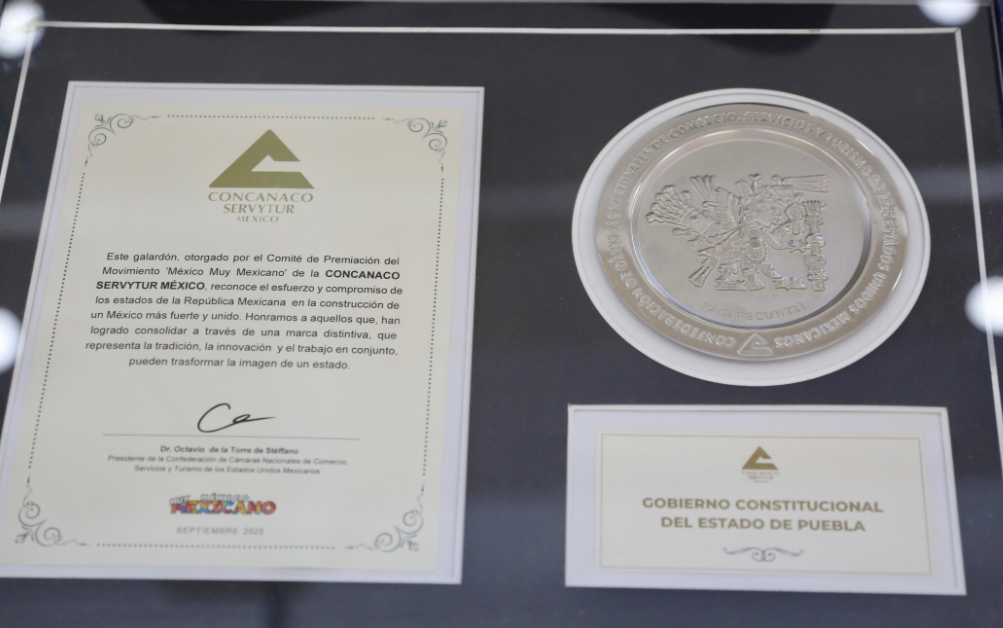 CONCANACO
SERVYTUR
MÉXICO
Este galardón, otorgado por el Comité de Premiación del
Movimiento 'México Muy Mexicano' de la CONCANACO
SERVYTUR MÉXICO, reconoce el esfuerzo y compromiso de
los estados de la República Mexicana en la construcción de
un México más fuerte y unido. Honramos a aquellos que, han
logrado consolidar a través de una marca distintiva, que
representa la tradición, la innovación y el trabajo en conjunto,
pueden trasformar la imagen de un estado.
Dr. Octavio de la Torre de Stéffano
Presidente de la Confederación de Cámaras Nacionales de Comercio,
Servicios y Turismo de los Estados Unidos Mexicanos
MÉXICO
MUY MEXICANO
SEPTIEMBRE 2025
CONFEDERACIÓN DE CÁMARAS NACIONALES DE COMERCIO, SERVICIOS Y TURISMO DE LOS ESTADOS UNIDOS MEXICANOS
YACATECUHTLI
CONCANACO
SERVYTUR
GOBIERNO CONSTITUCIONAL
DEL ESTADO DE PUEBLA